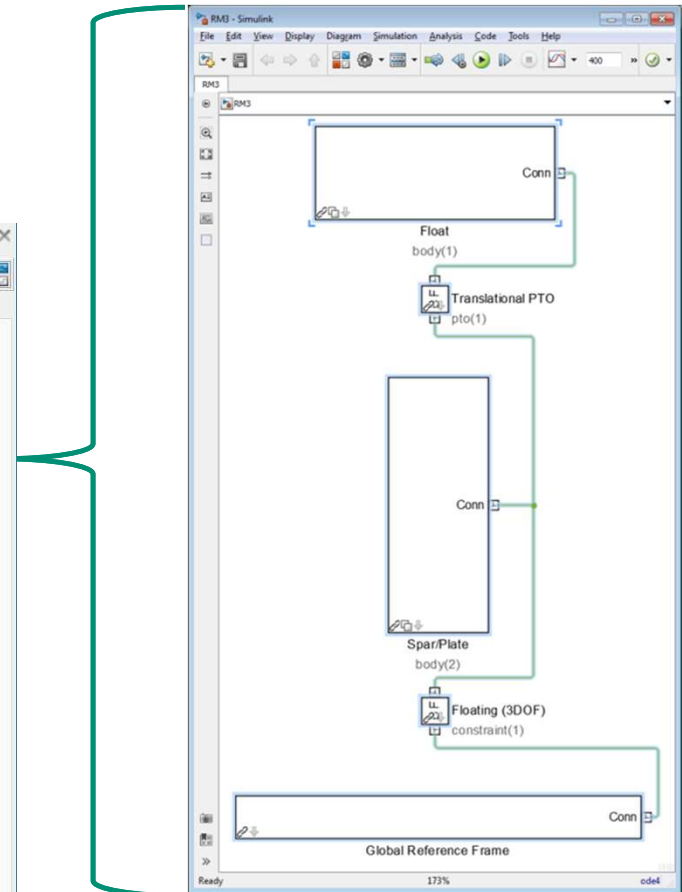 RM3 - Simulink
File Edit View Display Diagram Simulation Analysis Code Tools Help
400 »
RM3
RM3
Conn
Float
body(1)
F
Translational PTO
pto(1)
Conn
Spar/Plate
body(2)
F
Floating (3DOF)
constraint(1)
Conn
Global Reference Frame
»
Ready 173% ode4